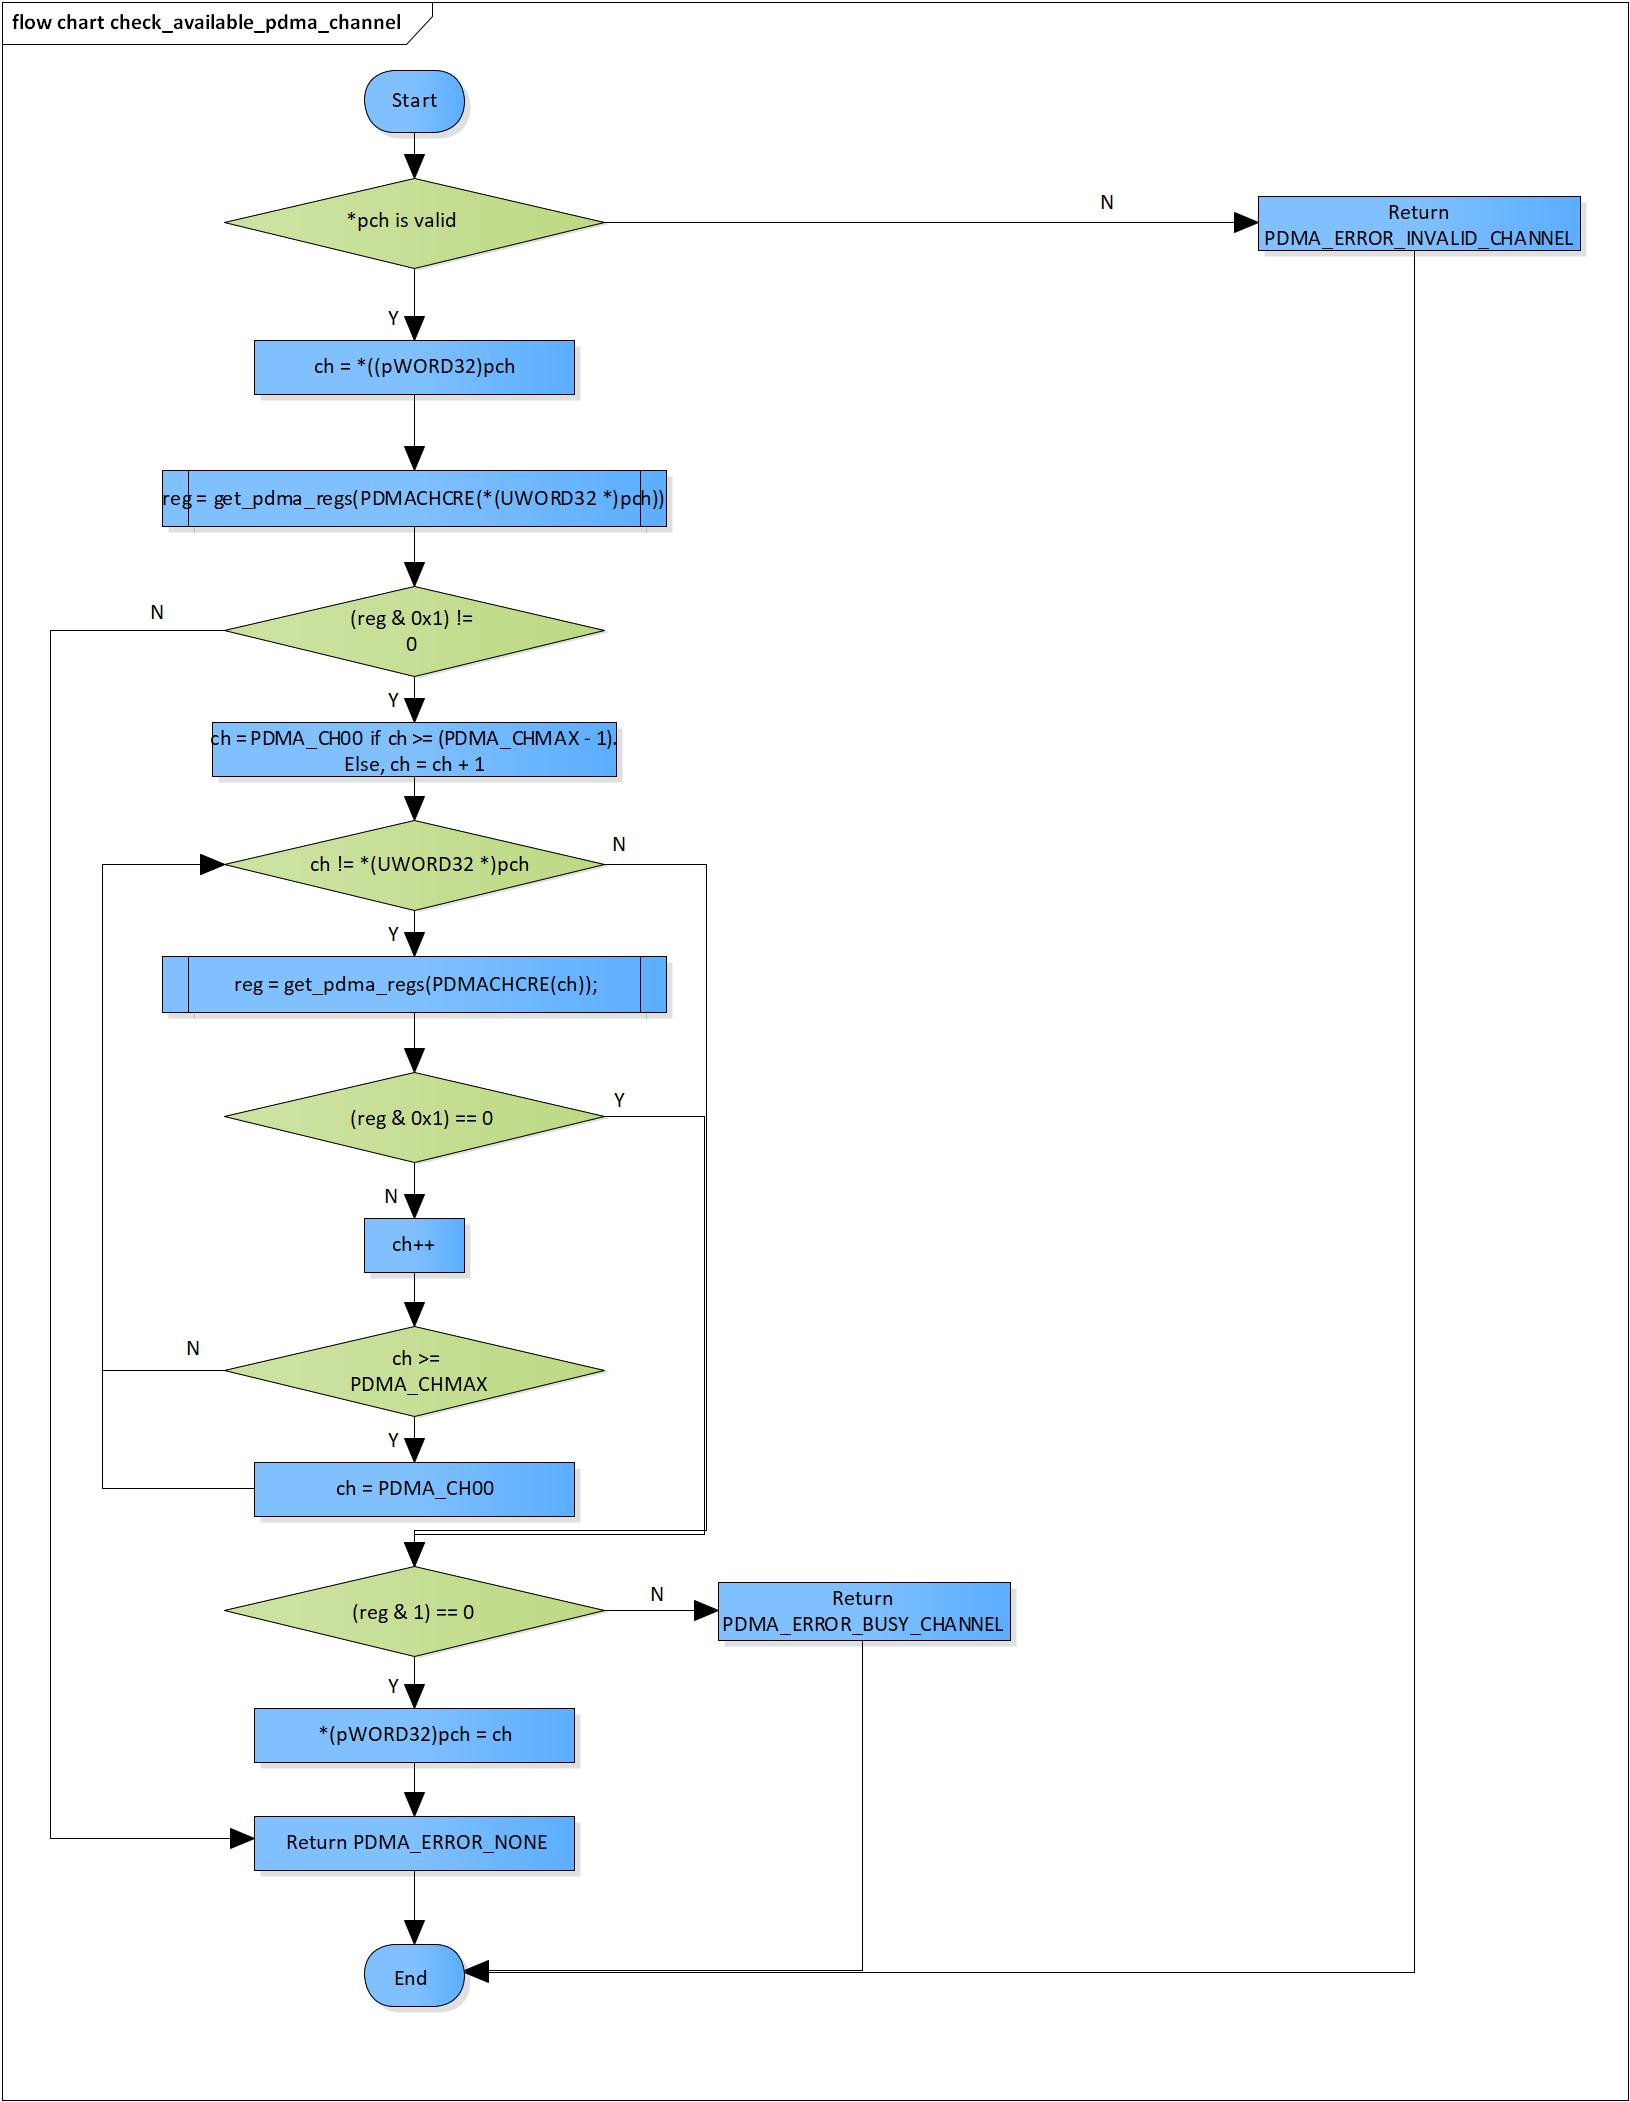 flow chart check_available_pdma_channel
Start
*pch is valid
N
Return
PDMA_ERROR_INVALID_CHANNEL
Y
ch = *((pWORD32)pch
reg = get_pdma_regs(PDMACHCRE(*(UWORD32 *)pch))
N
(reg & 0x1) !=
0
Y
ch = PDMA_CH00 if ch >= (PDMA_CHMAX - 1).
Else, ch = ch + 1
N
ch != *(UWORD32 *)pch
Y
reg = get_pdma_regs(PDMACHCRE(ch));
Y
(reg & 0x1) == 0
N
ch++
N
ch >=
PDMA_CHMAX
Y
ch = PDMA_CH00
(reg & 1) == 0
N
Return
PDMA_ERROR_BUSY_CHANNEL
Y
*(pWORD32)pch = ch
Return PDMA_ERROR_NONE
End